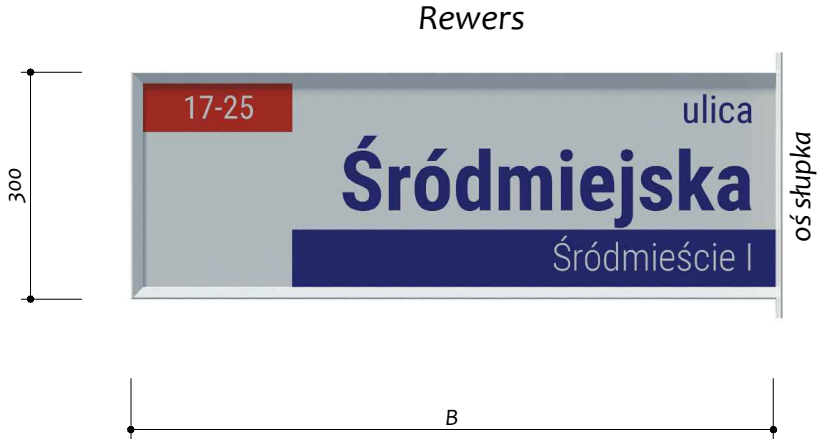 Rewers
17-25
ulica
Śródmiejska
Śródmieście I
300
oś słupka
B